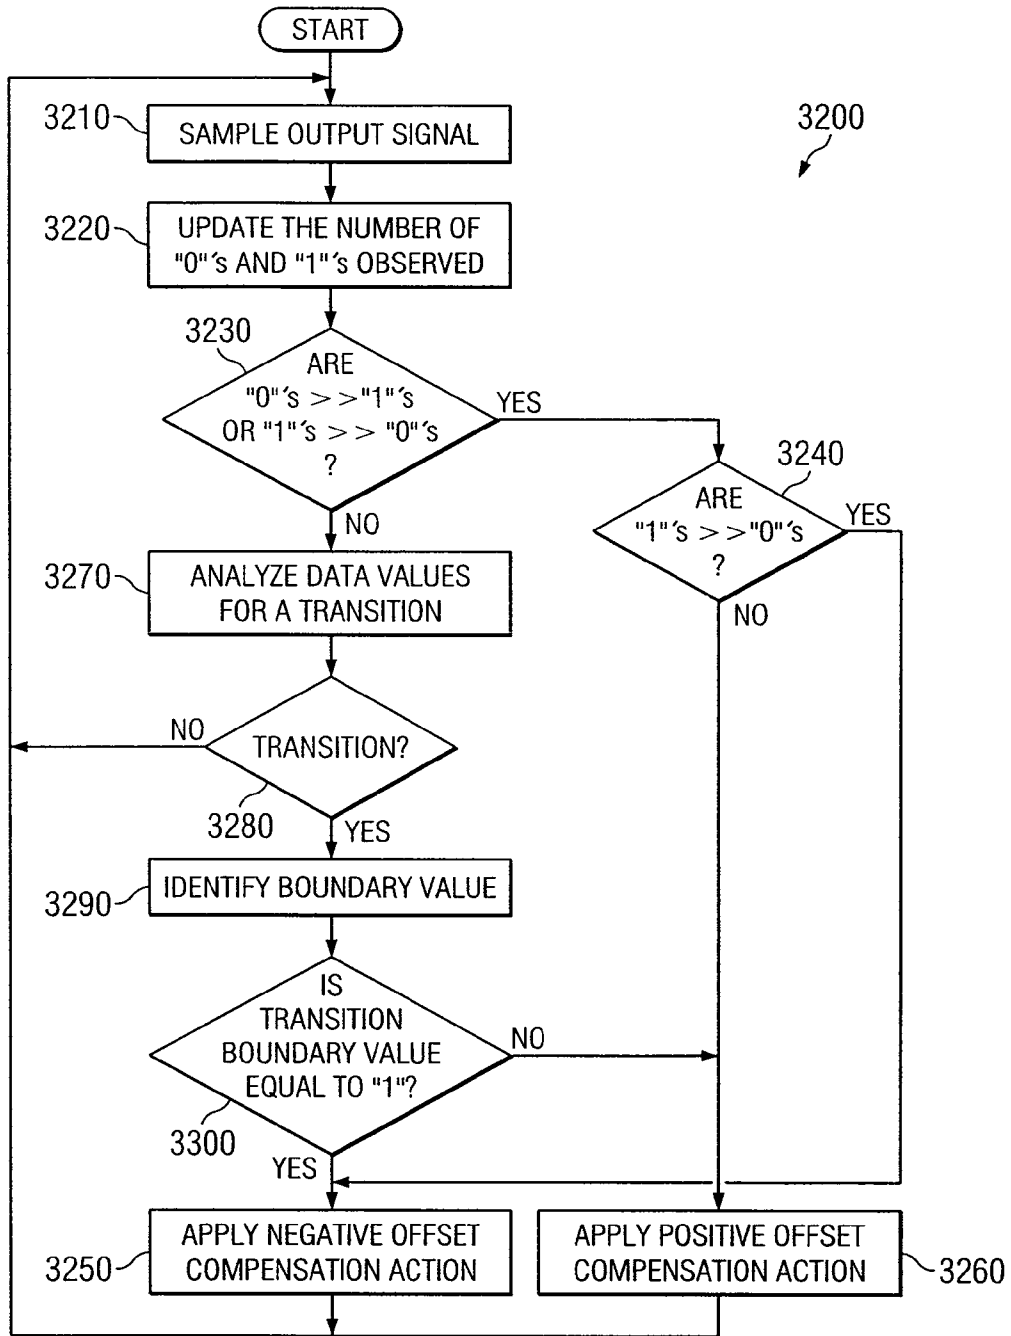 START
3210
SAMPLE OUTPUT SIGNAL
3200
3220
UPDATE THE NUMBER OF
"0"'s AND "1"'s OBSERVED
3230
ARE
"0"'s >>"1"'s
OR "1"'s >> "0"'s
?
YES
NO
3240
ARE
"1"'s >>"0"'s
?
YES
NO
3270
ANALYZE DATA VALUES
FOR A TRANSITION
NO
TRANSITION?
3280
YES
3290
IDENTIFY BOUNDARY VALUE
IS
TRANSITION
BOUNDARY VALUE
EQUAL TO "1"?
NO
3300
YES
3250
APPLY NEGATIVE OFFSET
COMPENSATION ACTION
APPLY POSITIVE OFFSET
COMPENSATION ACTION
3260